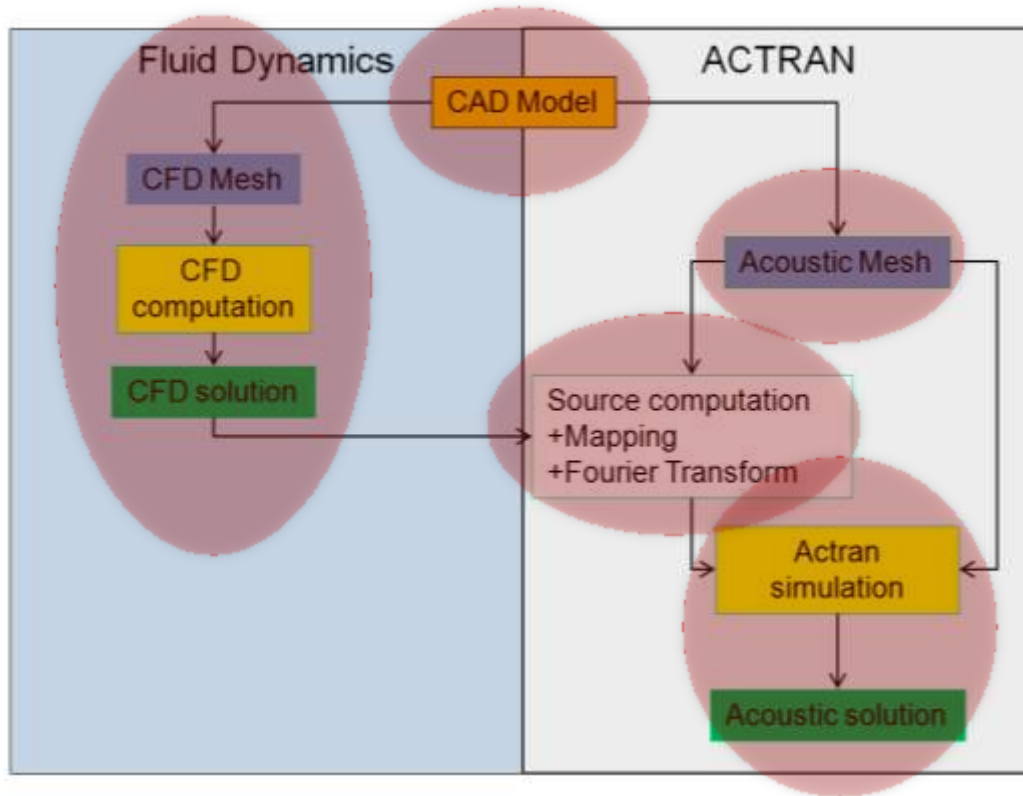 Fluid Dynamics
ACTRAN
CAD Model
CFD Mesh
CFD
computation
CFD solution
Acoustic Mesh
Source computation
+Mapping
+Fourier Transform
Actran
simulation
Acoustic solution